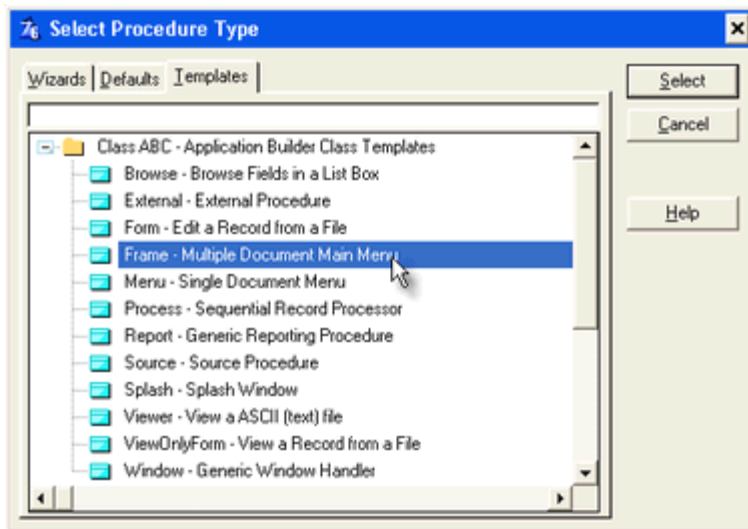 76 Select Procedure Type
Wizards Defaults Templates
Select
Cancel
Help
Class ABC - Application Builder Class Templates
Browse - Browse Fields in a List Box
External - External Procedure
Form - Edit a Record from a File
Frame - Multiple Document Main Menu
Menu - Single Document Menu
Process - Sequential Record Processor
Report - Generic Reporting Procedure
Source - Source Procedure
Splash - Splash Window
Viewer - View a ASCII (text) file
ViewOnlyForm - View a Record from a File
Window - Generic Window Handler